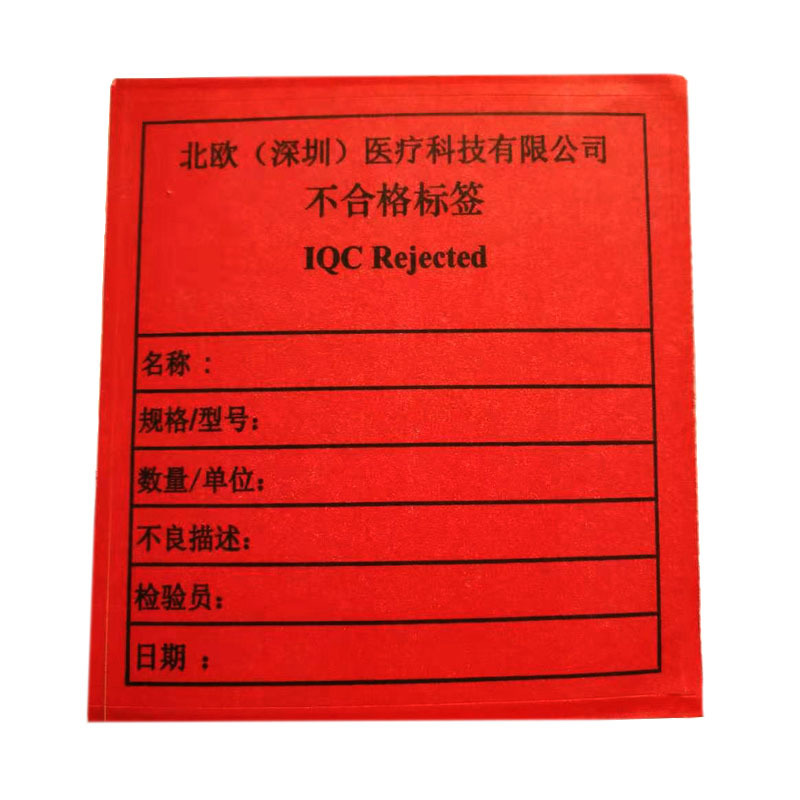 北欧（深圳）医疗科技有限公司
不合格标签
IQC Rejected
名称：
规格/型号：
数量/单位：
不良描述：
检验员：
日期：